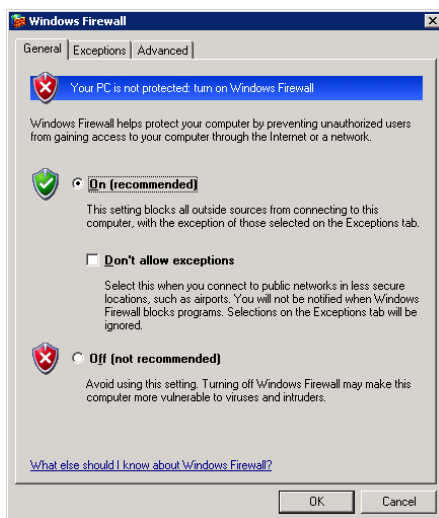 Windows Firewall
General Exceptions Advanced
Your PC is not protected: turn on Windows Firewall
Windows Firewall helps protect your computer by preventing unauthorized users
from gaining access to your computer through the Internet or a network.
On (recommended)
This setting blocks all outside sources from connecting to this
computer, with the exception of those selected on the Exceptions tab.
Don't allow exceptions
Select this when you connect to public networks in less secure
locations, such as airports. You will not be notified when Windows
Firewall blocks programs. Selections on the Exceptions tab will be
ignored.
Off (not recommended)
Avoid using this setting. Turning off Windows Firewall may make this
computer more vulnerable to viruses and intruders.
What else should I know about Windows Firewall?
OK Cancel